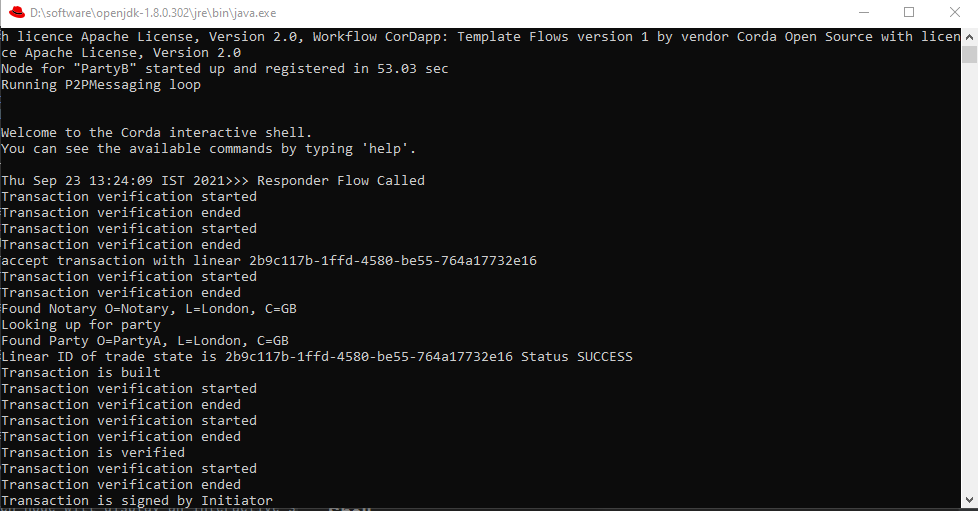 D:\software\openjdk-1.8.0.302\jre\bin\java.exe
h licence Apache License, Version 2.0, Workflow CorDapp: Template Flows version 1 by vendor Corda Open Source with licen
ce Apache License, Version 2.0
Node for "PartyB" started up and registered in 53.03 sec
Running P2PMessaging loop
Welcome to the Corda interactive shell.
You can see the available commands by typing 'help'.
Thu Sep 23 13:24:09 IST 2021>>> Responder Flow Called
Transaction verification started
Transaction verification ended
Transaction verification started
Transaction verification ended
accept transaction with linear 2b9c117b-1ffd-4580-be55-764a17732e16
Transaction verification started
Transaction verification ended
Found Notary O=Notary, L=London, C=GB
Looking up for party
Found Party O=PartyA, L=London, C=GB
Linear ID of trade state is 2b9c117b-1ffd-4580-be55-764a17732e16 Status SUCCESS
Transaction is built
Transaction verification started
Transaction verification ended
Transaction verification started
Transaction verification ended
Transaction is verified
Transaction verification started
Transaction verification ended
Transaction is signed by Initiator